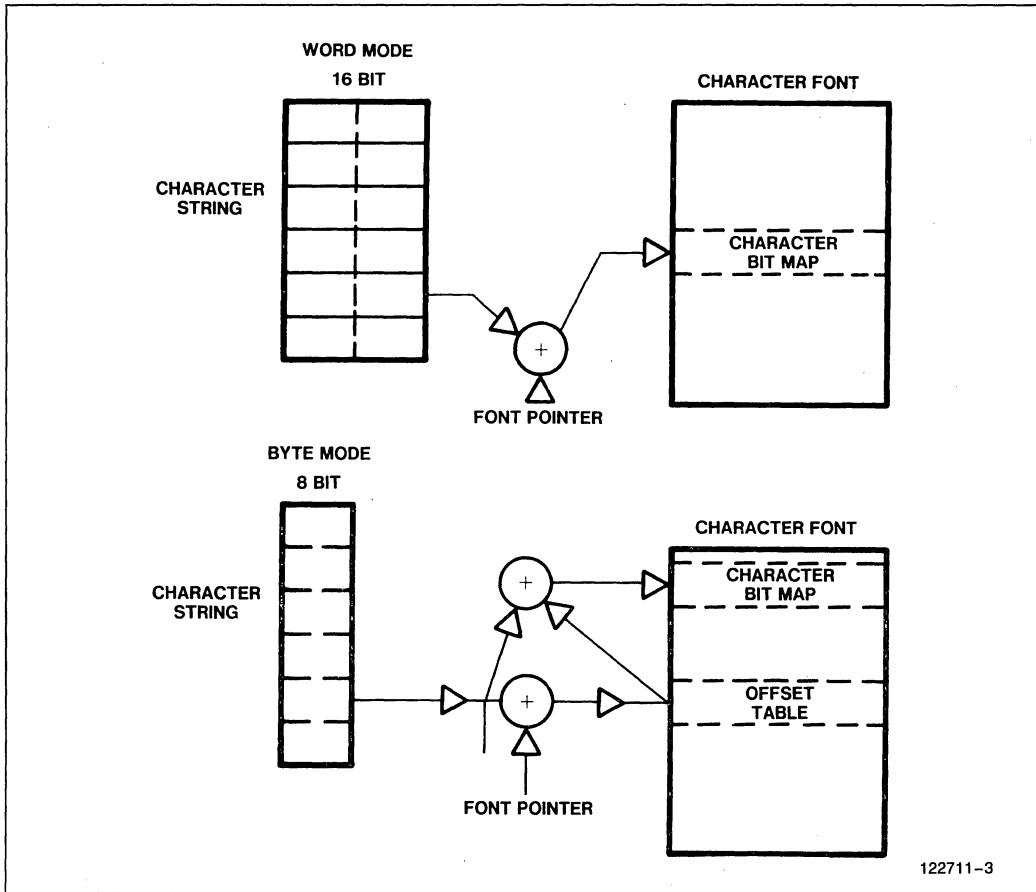 WORD MODE
16 BIT
CHARACTER FONT
CHARACTER
STRING
CHARACTER
BIT MAP
+
FONT POINTER
BYTE MODE
8 BIT
CHARACTER FONT
CHARACTER
STRING
+
CHARACTER
BIT MAP
+
OFFSET
TABLE
FONT POINTER
122711–3